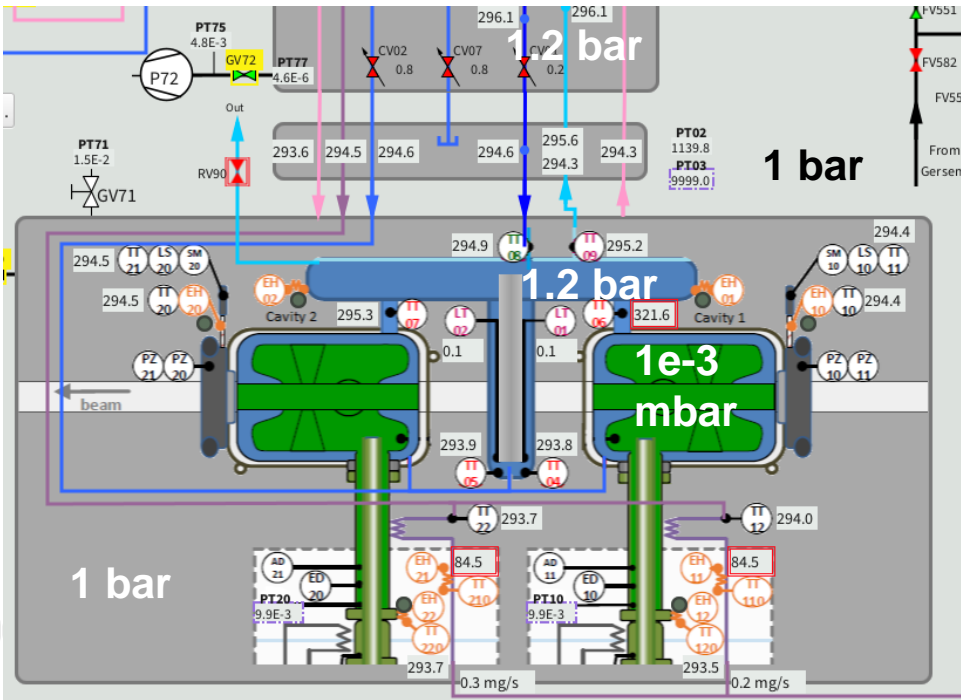 296.1
296.1
FV551
PT75
4.8E-3
GV72
PT77
4.6E-6
P72
CV02
0.8
CV07
0.8
0.2
1.2 bar
FV582
FV55
Out
PT71
1.5E-2
GV71
RV90
293.6
294.5
294.6
294.6
295.6
294.3
294.3
PT02
1139.8
PT03
9999.0
1 bar
From
Gersem
294.5
TT 21
LS 20
SM 20
294.9
TT 08
TT 09
295.2
294.4
SM 10
LS 10
TT 11
294.5
TT 20
EH 20
EH 02
1.2 bar
EH 01
EH 10
TT 10
294.4
Cavity 2
295.3
TT 07
LT 02
LT 01
TT 06
321.6
Cavity 1
0.1
0.1
PZ 21
PZ 20
1e-3
mbar
PZ 10
PZ 11
beam
293.9
293.8
TT 05
TT 04
TT 22
293.7
TT 12
294.0
1 bar
AD 21
ED 20
PT20
9.9E-3
EH 21
84.5
TT 210
EH 22
TT 220
293.7
0.3 mg/s
AD 11
ED 10
PT10
9.9E-3
EH 11
84.5
TT 110
EH 12
TT 120
293.5
0.2 mg/s